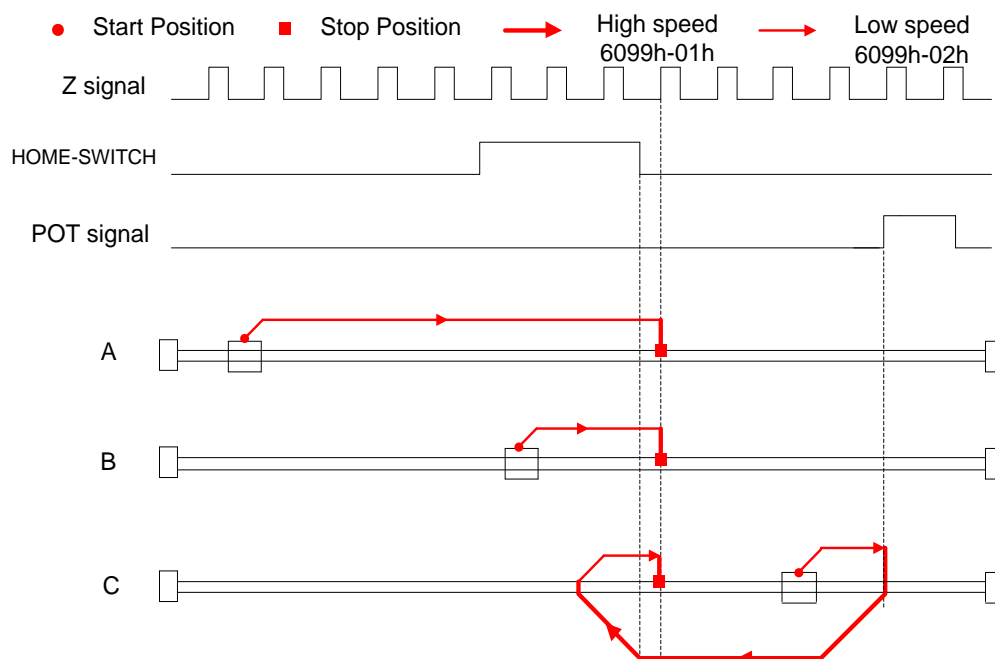 Start Position
Stop Position
High speed
6099h-01h
Low speed
6099h-02h
Z signal
HOME-SWITCH
POT signal
A
B
C